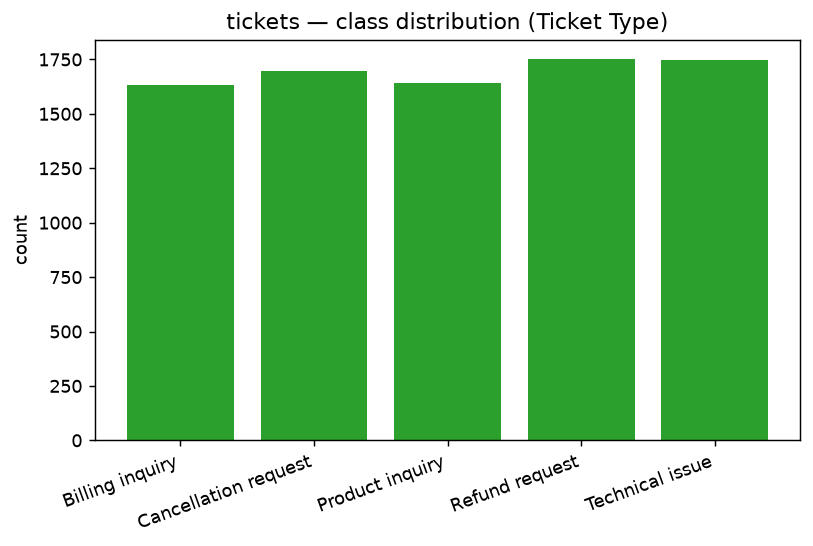 tickets — class distribution (Ticket Type)
count
1750
1500
1250
1000
750
500
250
0
Billing inquiry
Cancellation request
Product inquiry
Refund request
Technical issue